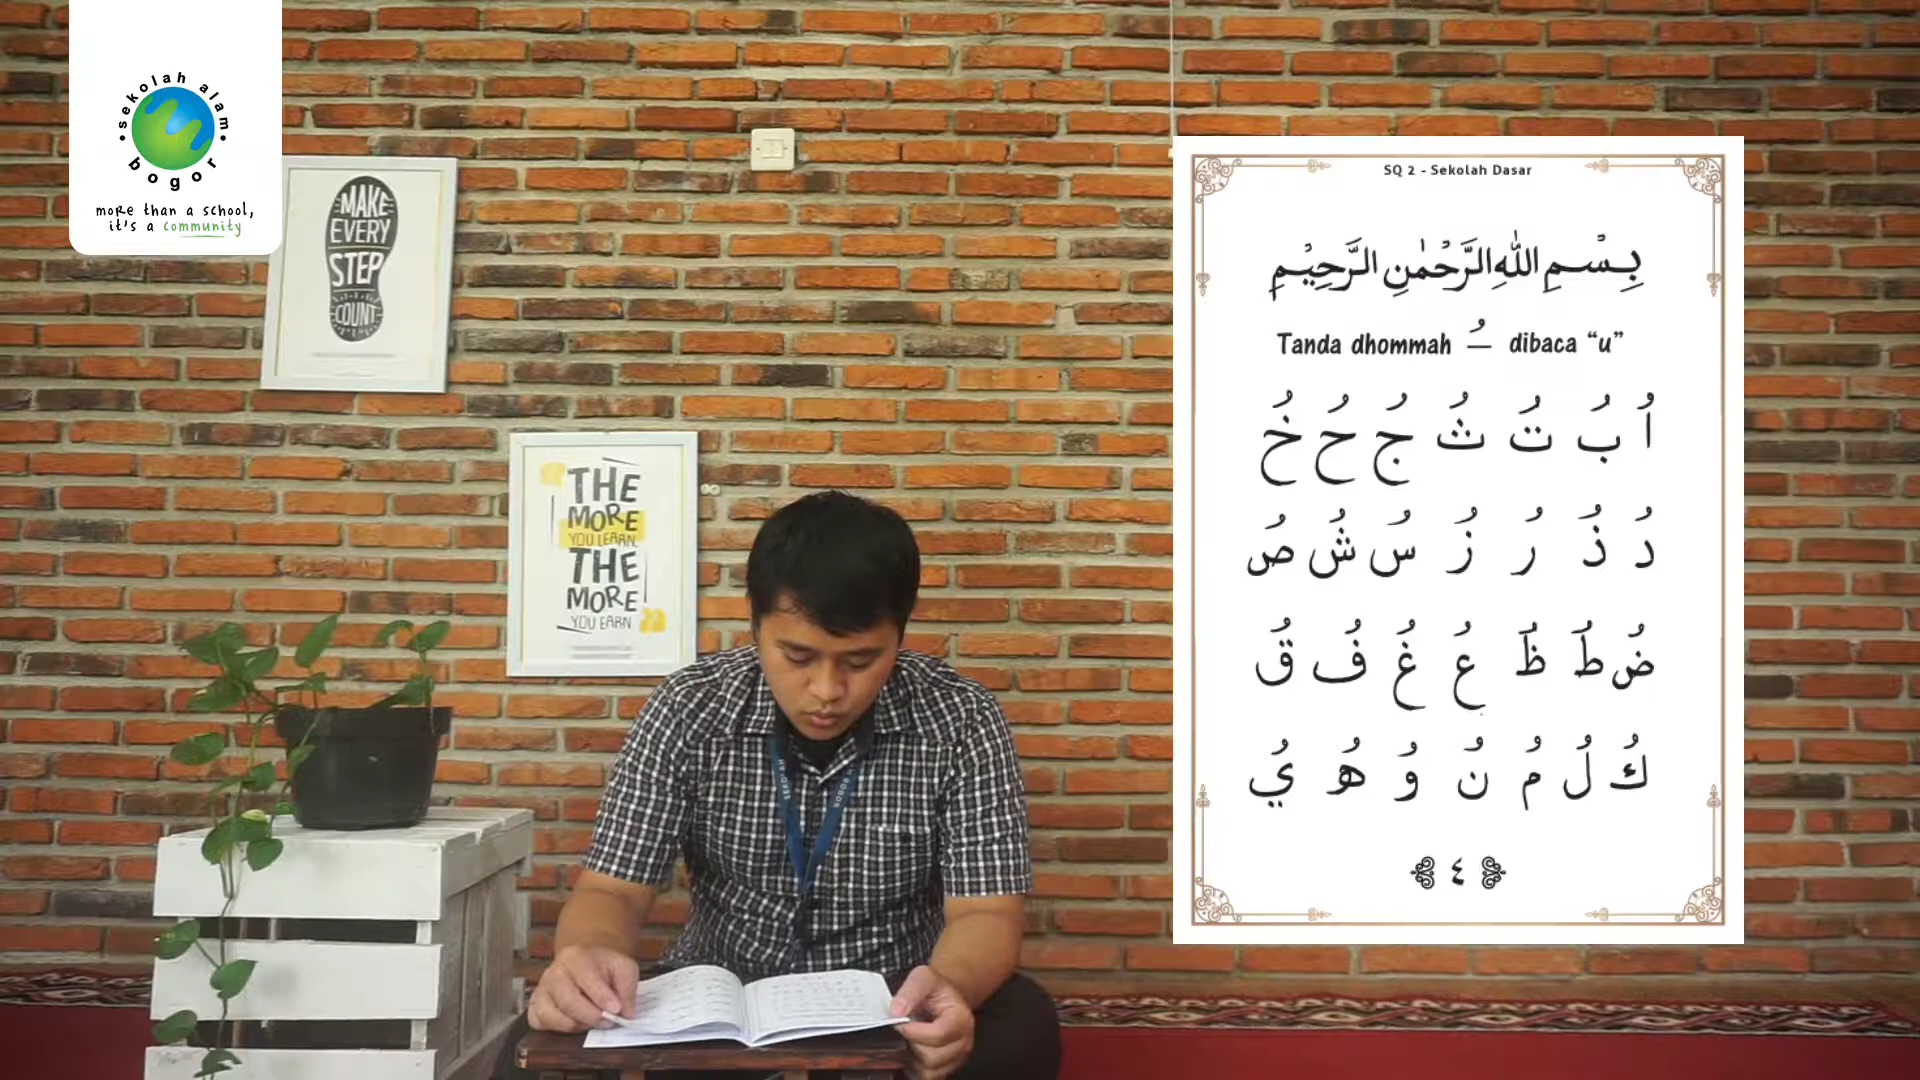 sekolah alam
bogor
more than a school,
it's a community
MAKE
EVERY
STEP
COUNT
THE
MORE
YOU LEARN
THE
MORE
YOU EARN
SQ 2 - Sekolah Dasar
بِسْمِ اللّٰهِ الرَّحْمٰنِ الرَّحِيْمِ
Tanda dhommah ـُ dibaca “u”
اُ بُ تُ ثُ جُ حُ خُ
دُ ذُ رُ زُ سُ شُ صُ
ضُ طُ ظُ عُ غُ فُ قُ
كُ لُ مُ نُ وُ هُ يُ
٤